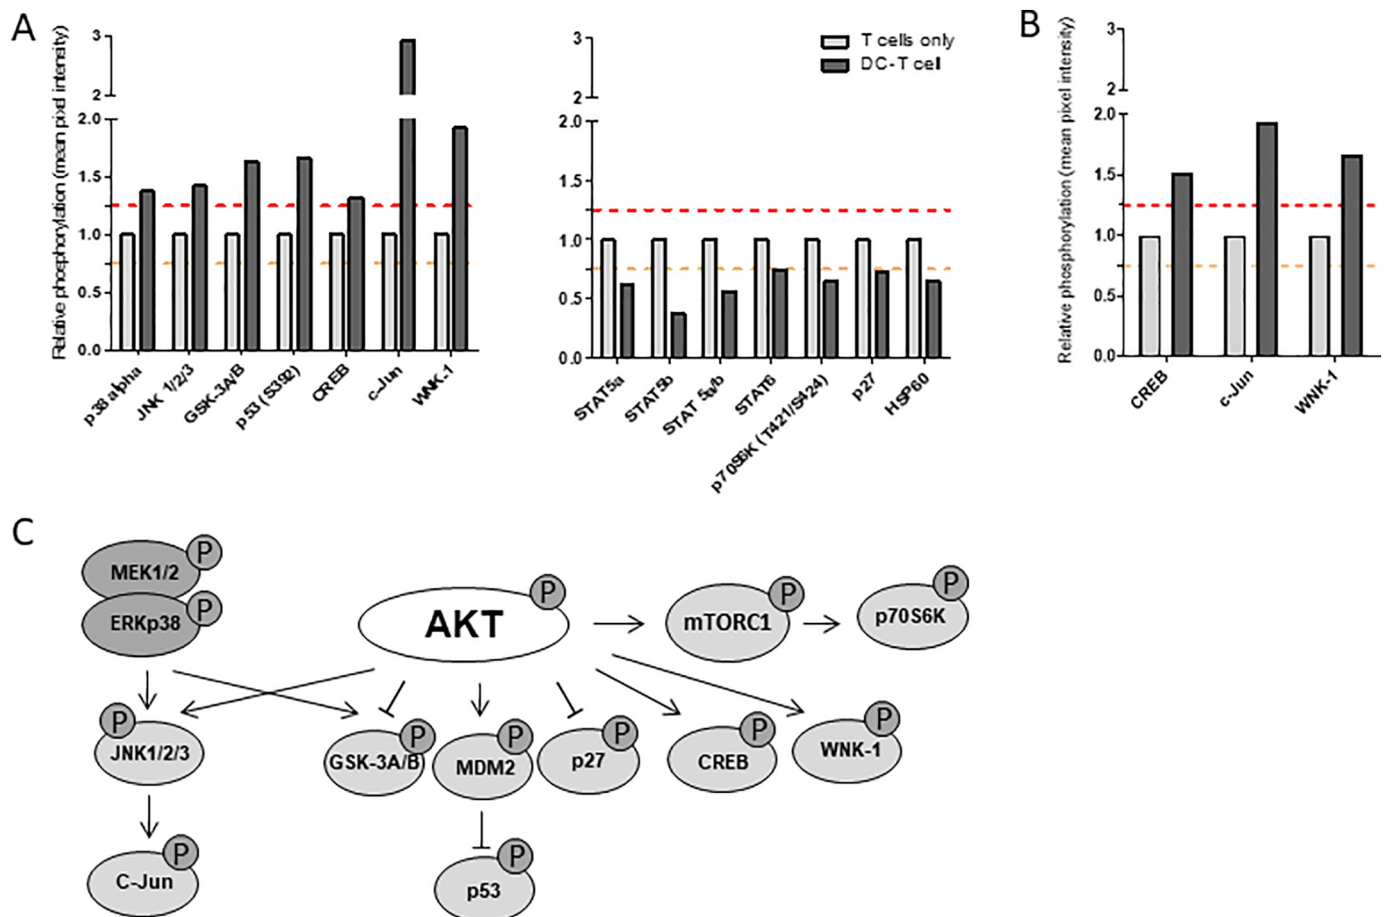 A
Relative phosphorylation (mean pixel intensity)
3
2
2.0
1.5
1.0
0.5
0.0
p38 alpha
JNK 1/2/3
GSK-3A/B
p53 (S392)
CREB
c-Jun
WNK-1
3
2
2.0
1.5
1.0
0.5
0.0
STAT5a
STAT5b
STAT 5a/b
STAT6
p70S6K (T421/S424)
p27
HSP60
T cells only
DC-T cell
B
Relative phosphorylation (mean pixel intensity)
3
2
2.0
1.5
1.0
0.5
0.0
CREB
c-Jun
WNK-1
C
MEK1/2
P
ERKp38
P
AKT
P
mTORC1
P
p70S6K
P
JNK1/2/3
P
GSK-3A/B
P
MDM2
P
p27
P
CREB
P
WNK-1
P
C-Jun
P
p53
P